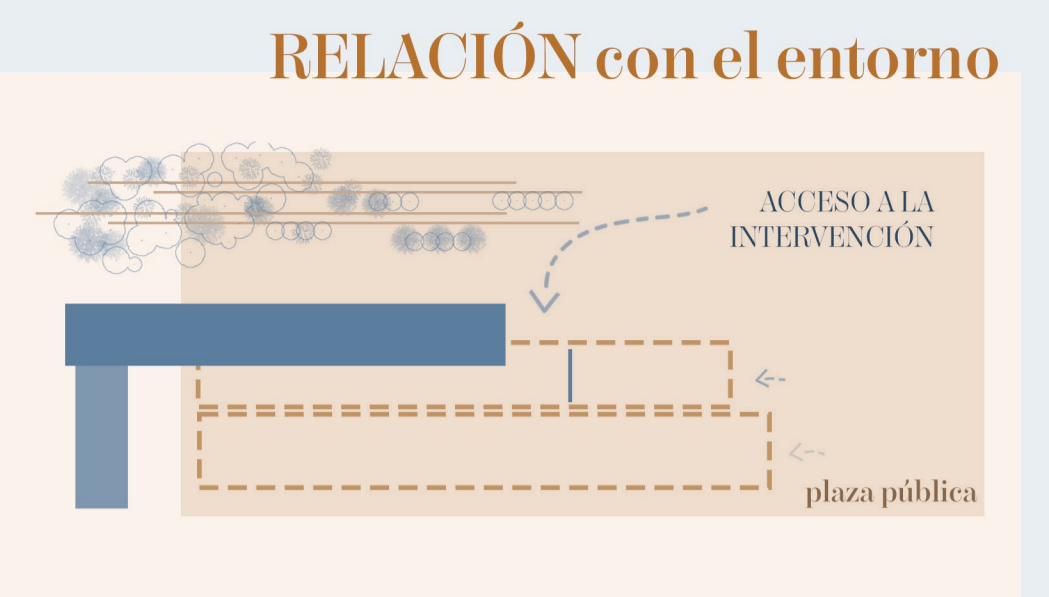 RELACIÓN con el entorno
ACCESO A LA
INTERVENCIÓN
plaza pública